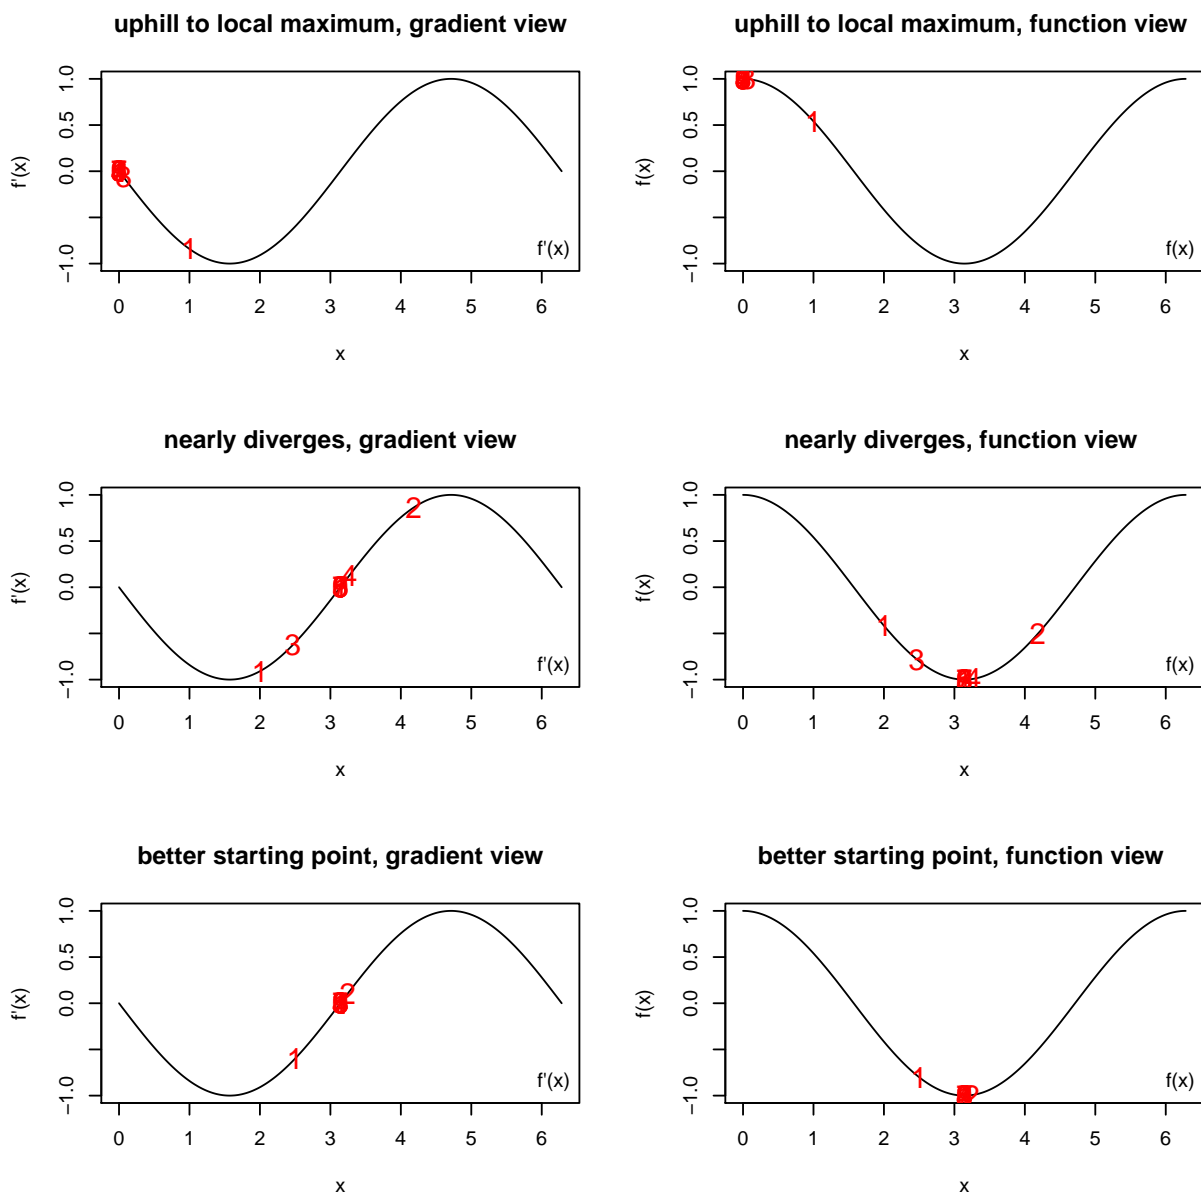 uphill to local maximum, gradient view
1.0
0.5
0.0
−1.0
f'(x)
1
f'(x)
0 1 2 3 4 5 6
x
uphill to local maximum, function view
1.0
0.5
0.0
−1.0
f(x)
1
f(x)
0 1 2 3 4 5 6
x
nearly diverges, gradient view
1.0
0.5
0.0
−1.0
f'(x)
2
4
3
1
f'(x)
0 1 2 3 4 5 6
x
nearly diverges, function view
1.0
0.5
0.0
−1.0
f(x)
1
2
3
4
f(x)
0 1 2 3 4 5 6
x
better starting point, gradient view
1.0
0.5
0.0
−1.0
f'(x)
2
1
f'(x)
0 1 2 3 4 5 6
x
better starting point, function view
1.0
0.5
0.0
−1.0
f(x)
1
f(x)
0 1 2 3 4 5 6
x